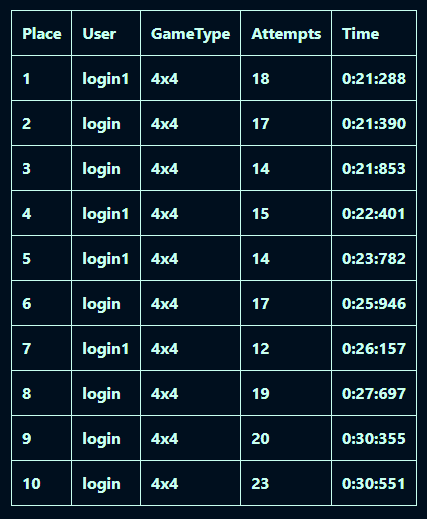 Place User GameType Attempts Time
1 login1 4x4 18 0:21:288
2 login 4x4 17 0:21:390
3 login 4x4 14 0:21:853
4 login1 4x4 15 0:22:401
5 login1 4x4 14 0:23:782
6 login 4x4 17 0:25:946
7 login1 4x4 12 0:26:157
8 login 4x4 19 0:27:697
9 login 4x4 20 0:30:355
10 login 4x4 23 0:30:551